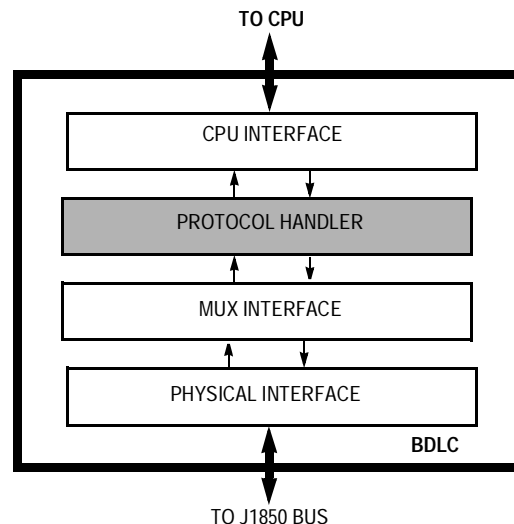 TO CPU
CPU INTERFACE
PROTOCOL HANDLER
MUX INTERFACE
PHYSICAL INTERFACE
BDLC
TO J1850 BUS